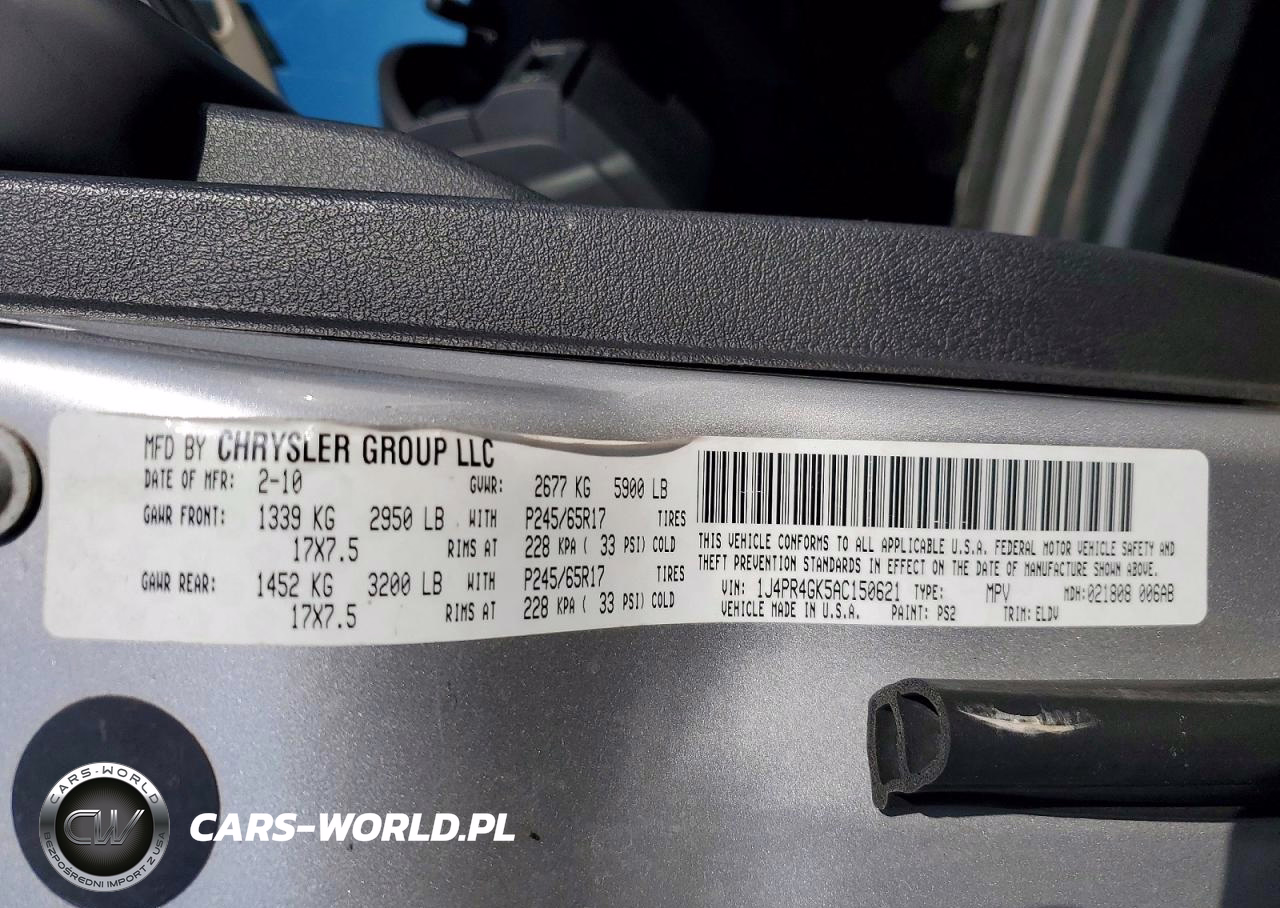 MFD BY CHRYSLER GROUP LLC
DATE OF MFR: 2-10 GVWR: 2677 KG 5900 LB
GAWR FRONT: 1339 KG 2950 LB WITH P245/65R17 TIRES
17X7.5 RIMS AT 228 KPA ( 33 PSI) COLD
GAWR REAR: 1452 KG 3200 LB WITH P245/65R17 TIRES
17X7.5 RIMS AT 228 KPA ( 33 PSI) COLD
THIS VEHICLE CONFORMS TO ALL APPLICABLE U.S.A. FEDERAL MOTOR VEHICLE SAFETY AND
THEFT PREVENTION STANDARDS IN EFFECT ON THE DATE OF MANUFACTURE SHOWN ABOVE.
VIN: 1J4PR4GK5AC150621 TYPE: MPV MDH:021808 006AB
VEHICLE MADE IN U.S.A. PAINT: PS2 TRIM: ELDV
CARS-WORLD
CW
BEZPOŚREDNI IMPORT Z USA
CARS-WORLD.PL